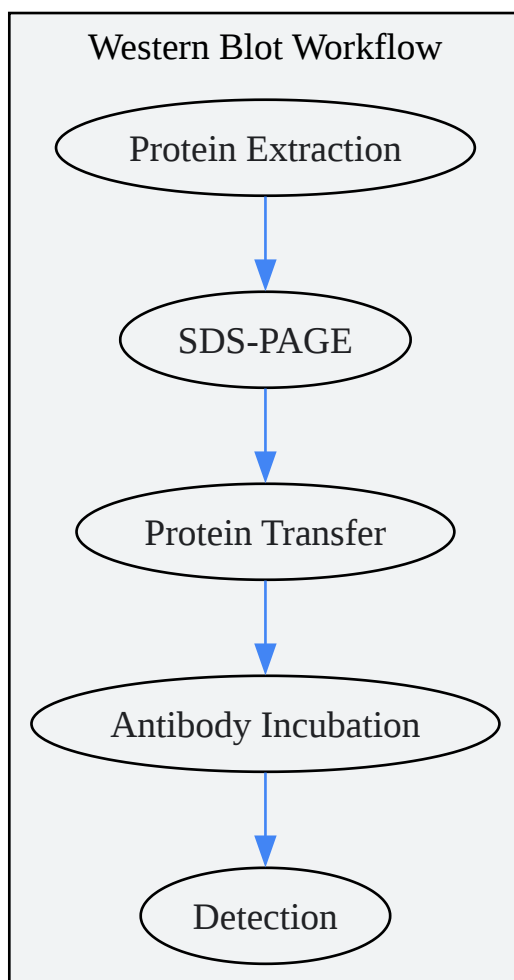 Western Blot Workflow
Protein Extraction
SDS-PAGE
Protein Transfer
Antibody Incubation
Detection